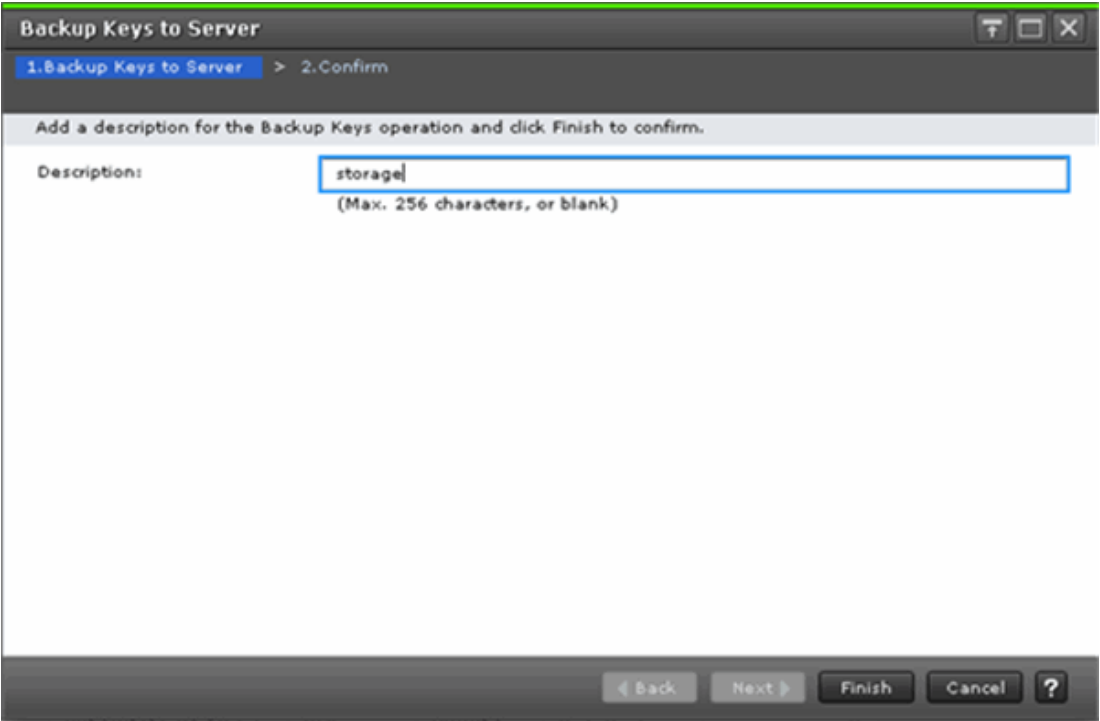 Backup Keys to Server
1.Backup Keys to Server > 2.Confirm
Add a description for the Backup Keys operation and click Finish to confirm.
Description: storage
(Max. 256 characters, or blank)
Back Next Finish Cancel ?